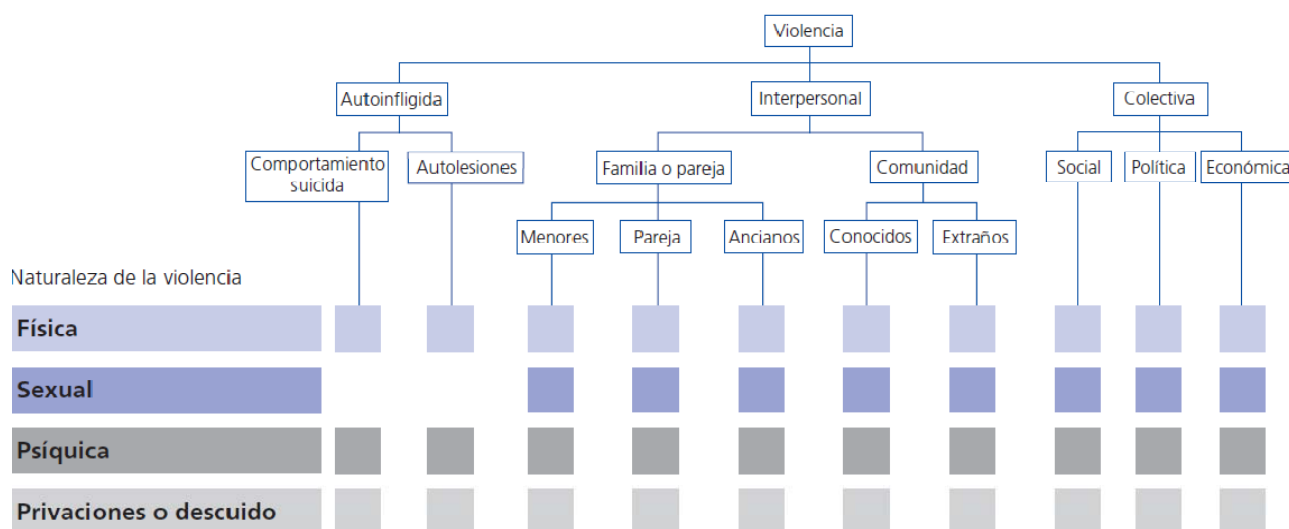 Violencia
Autoinfligida
Interpersonal
Colectiva
Comportamiento
suicida
Autolesiones
Familia o pareja
Comunidad
Social
Política
Económica
Menores
Pareja
Ancianos
Conocidos
Extraños
Naturaleza de la violencia
Física
Sexual
Psíquica
Privaciones o descuido